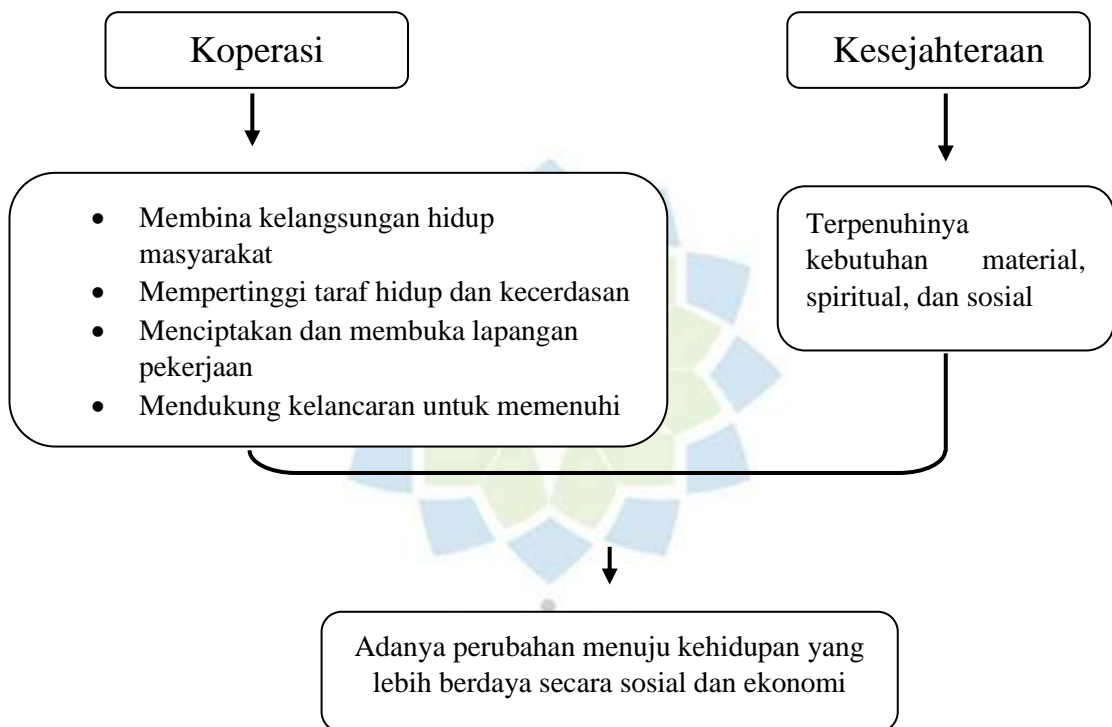 Koperasi
Kesejahteraan
• Membina kelangsungan hidup
masyarakat
• Mempertinggi taraf hidup dan kecerdasan
• Menciptakan dan membuka lapangan
pekerjaan
• Mendukung kelancaran untuk memenuhi
Terpenuhinya
kebutuhan material,
spiritual, dan sosial
Adanya perubahan menuju kehidupan yang
lebih berdaya secara sosial dan ekonomi